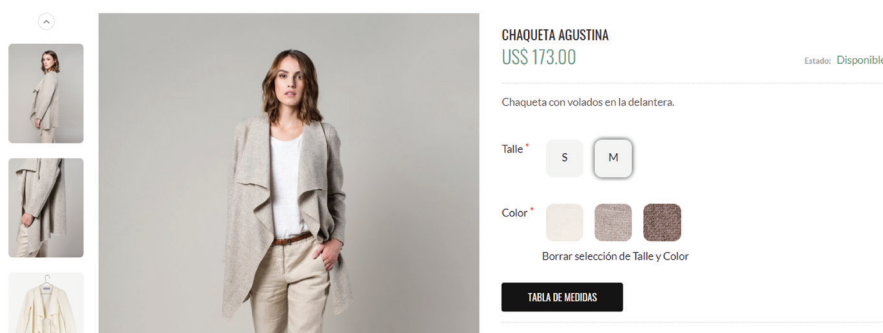 CHAQUETA AGUSTINA
US$ 173.00
Estado: Disponible
Chaqueta con volados en la delantera.
Talle *
S
M
Color *
Borrar selección de Talle y Color
TABLA DE MEDIDAS